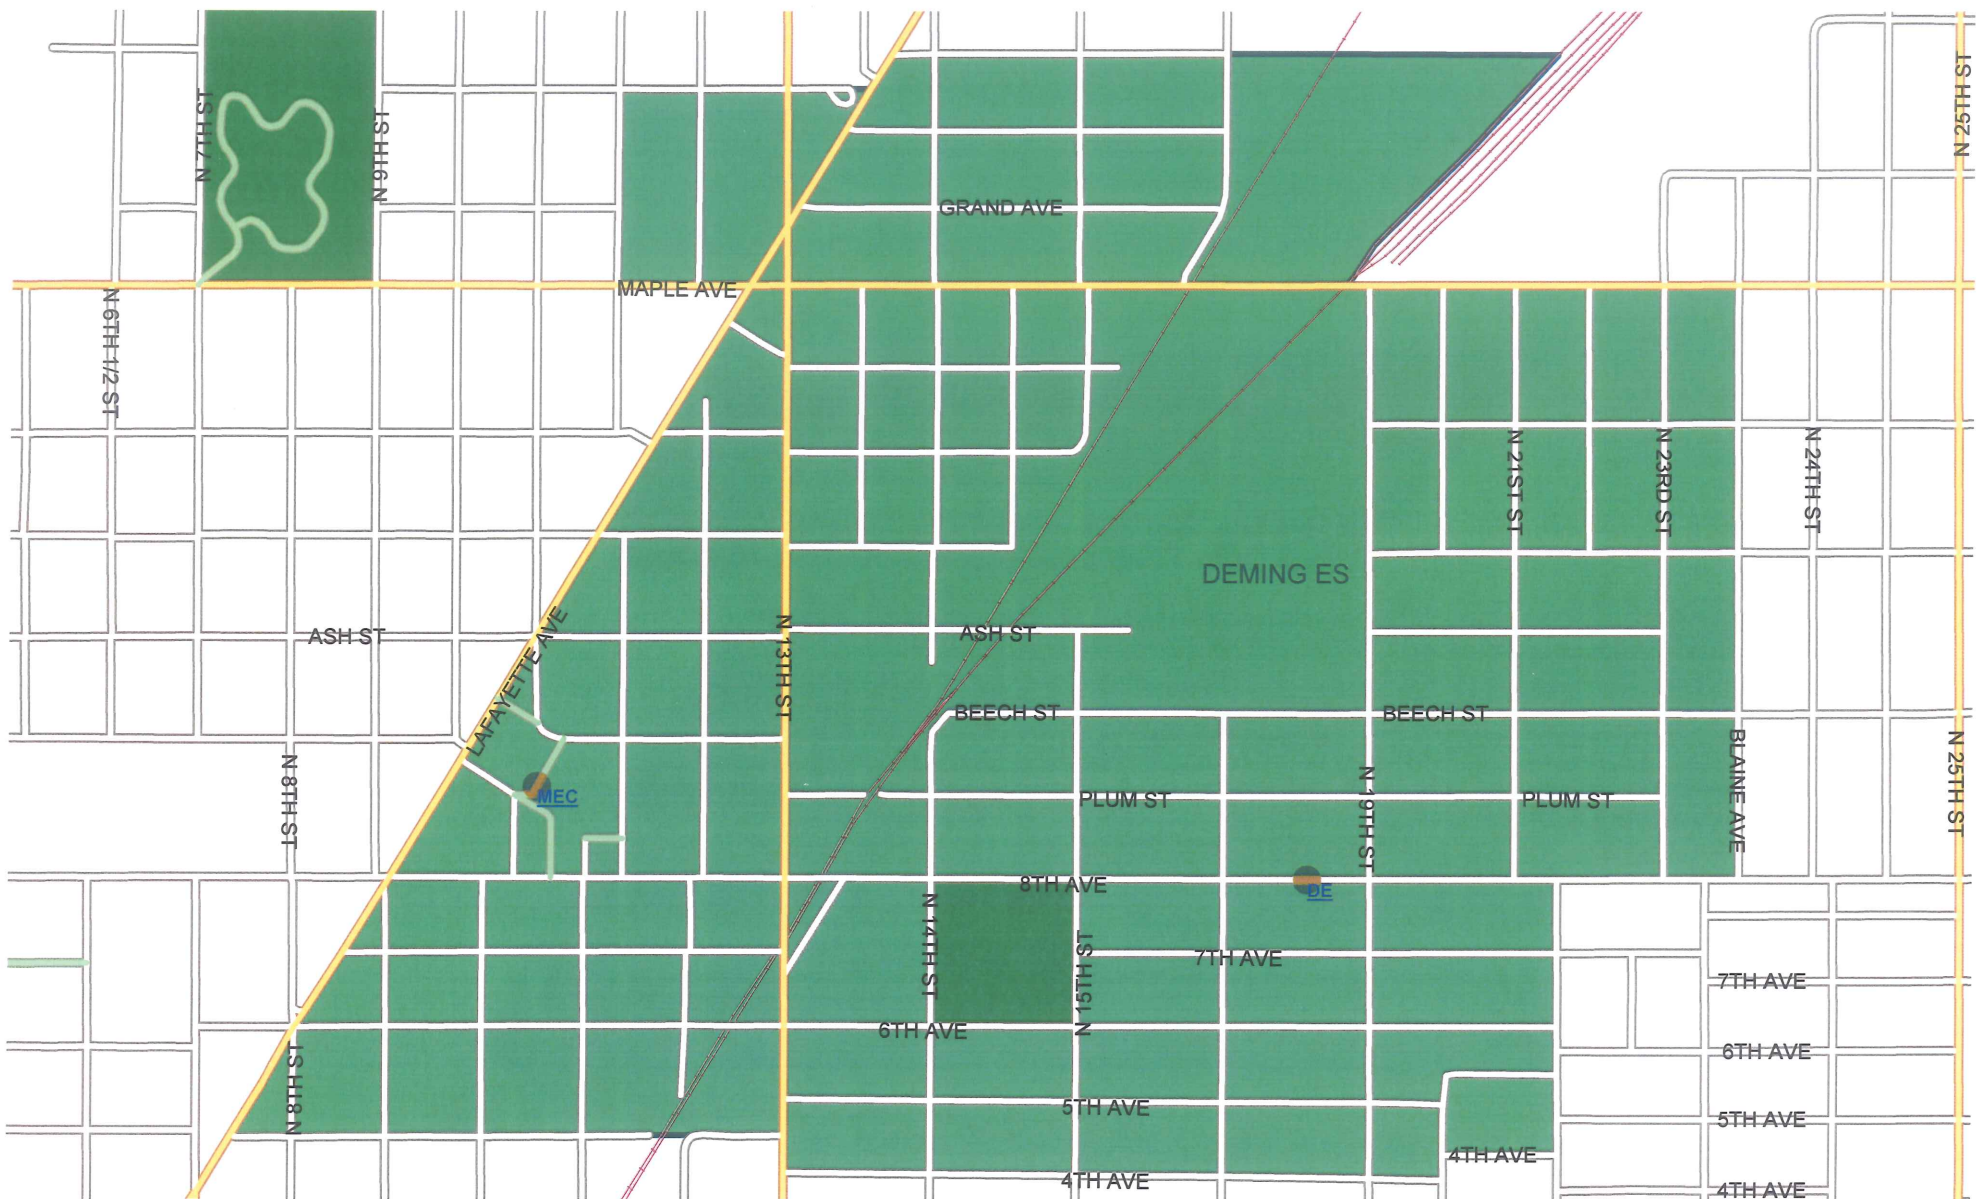 N 7TH ST
N 9TH ST
N 25TH ST
GRAND AVE
MAPLE AVE
N 6TH 1/2 ST
N 21ST ST
N 23RD ST
N 24TH ST
DEMING ES
ASH ST
LAFAYETTE AVE
N 13TH ST
ASH ST
BEECH ST
BEECH ST
N 8TH ST
MEC
PLUM ST
N 19TH ST
PLUM ST
BLAINE AVE
N 25TH ST
8TH AVE
DE
N 14TH ST
N 15TH ST
7TH AVE
7TH AVE
6TH AVE
6TH AVE
N 8TH ST
5TH AVE
5TH AVE
4TH AVE
4TH AVE
4TH AVE